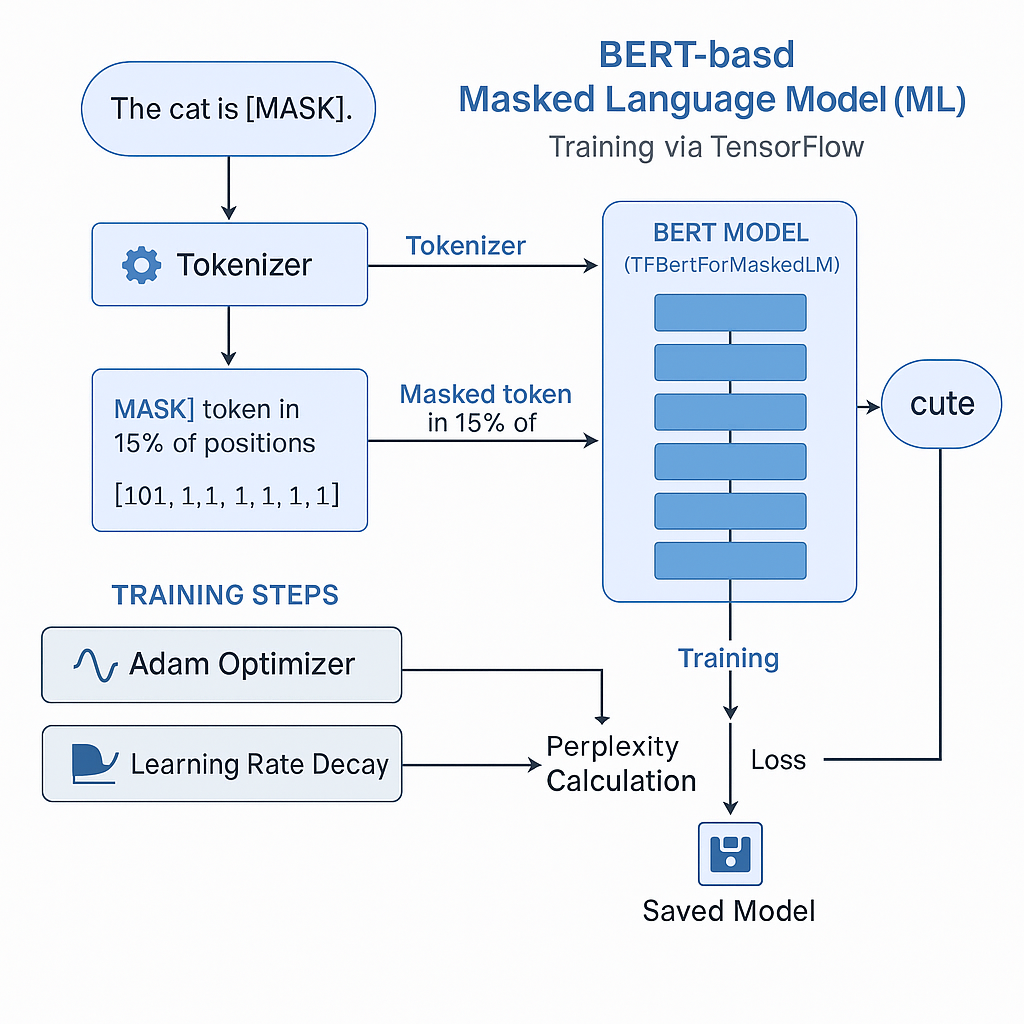 BERT-basd
Masked Language Model (ML)
Training via TensorFlow
The cat is [MASK].
Tokenizer
Tokenizer
BERT MODEL
(TFBertForMaskedLM)
MASK] token in
15% of positions
[101, 1,1, 1, 1, 1, 1]
Masked token
in 15% of
cute
TRAINING STEPS
Adam Optimizer
Learning Rate Decay
Training
Perplexity
Calculation
Loss
Saved Model